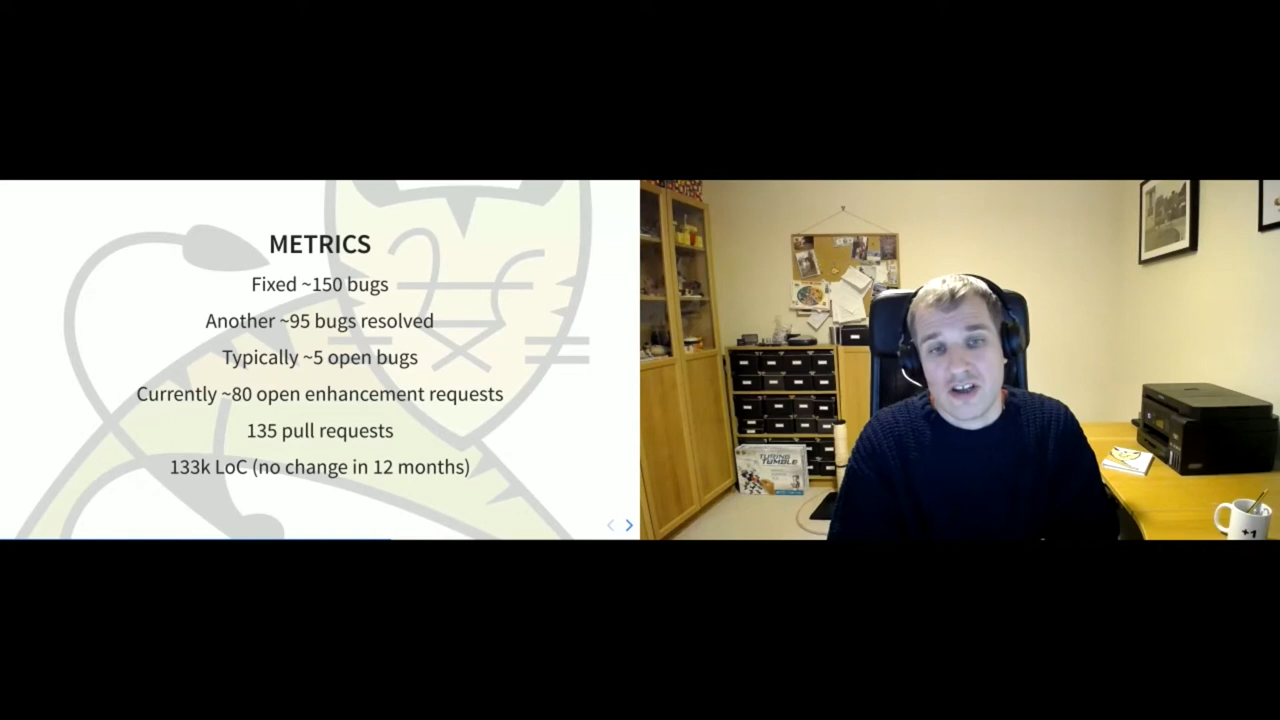 METRICS
Fixed ~150 bugs
Another ~95 bugs resolved
Typically ~5 open bugs
Currently ~80 open enhancement requests
135 pull requests
133k LoC (no change in 12 months)
TURING
TUMBLE
+1